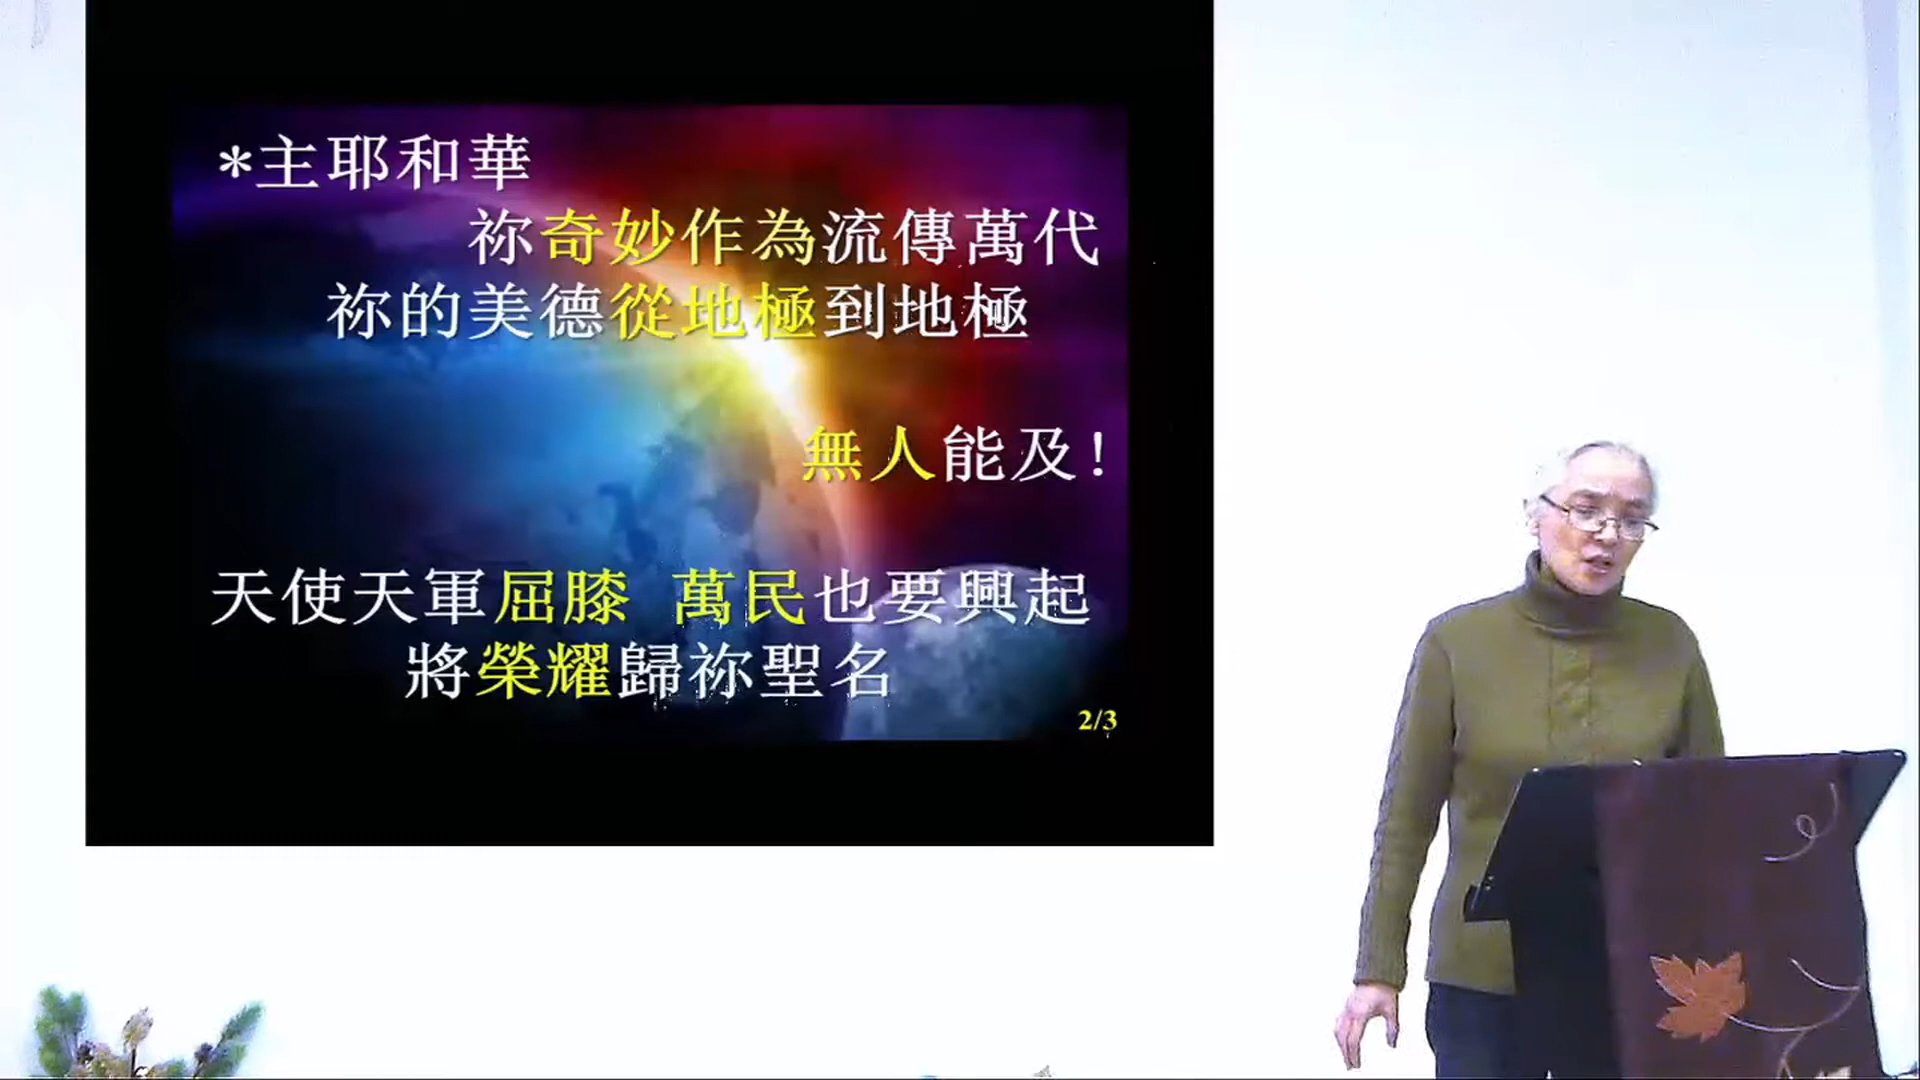 *主耶和華
祢奇妙作為流傳萬代
祢的美德從地極到地極
無人能及!
天使天軍屈膝 萬民也要興起
將榮耀歸祢聖名
2/3